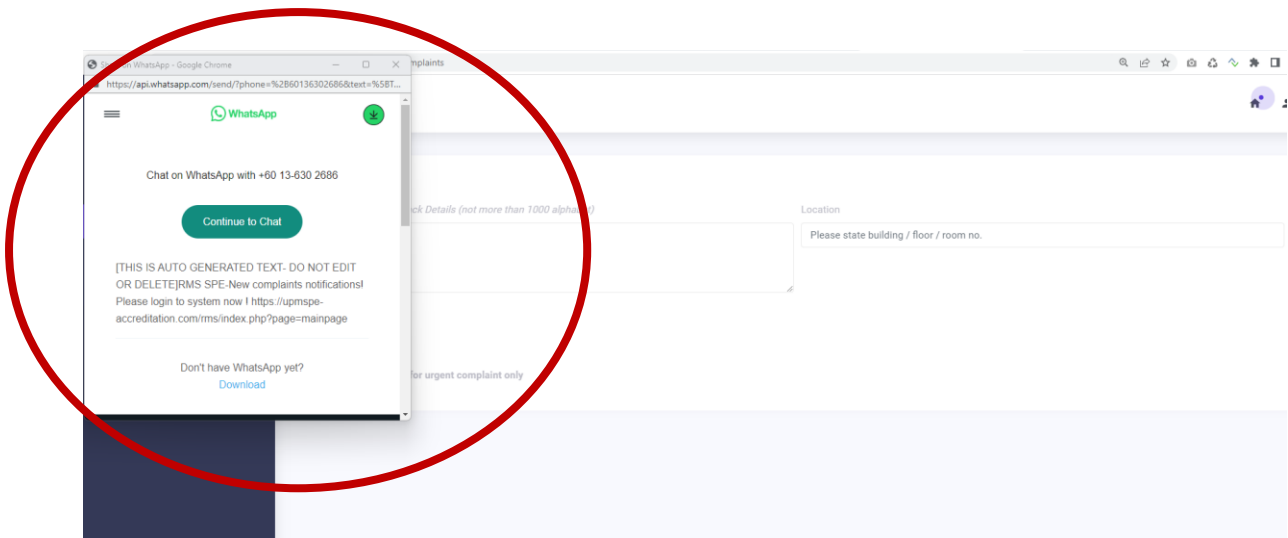 on WhatsApp - Google Chrome
mplaints
https://api.whatsapp.com/send/?phone=%2B60136302686&text=%5BT...
WhatsApp
Chat on WhatsApp with +60 13-630 2686
Continue to Chat
[THIS IS AUTO GENERATED TEXT- DO NOT EDIT
OR DELETE]RMS SPE-New complaints notifications!
Please login to system now ! https://upmspe-
accreditation.com/rms/index.php?page=mainpage
Don't have WhatsApp yet?
Download
ck Details (not more than 1000 alphabet)
Location
Please state building / floor / room no.
for urgent complaint only